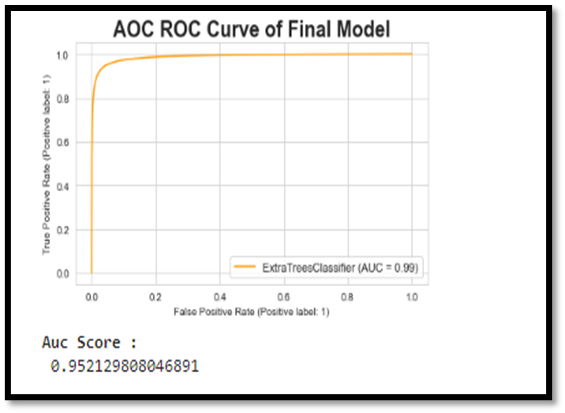 AOC ROC Curve of Final Model
1.0
0.8
0.6
0.4
0.2
0.0
True Positive Rate (Positive label: 1)
ExtraTreesClassifier (AUC = 0.99)
0.0 0.2 0.4 0.6 0.8 1.0
False Positive Rate (Positive label: 1)
Auc Score :
0.952129808046891